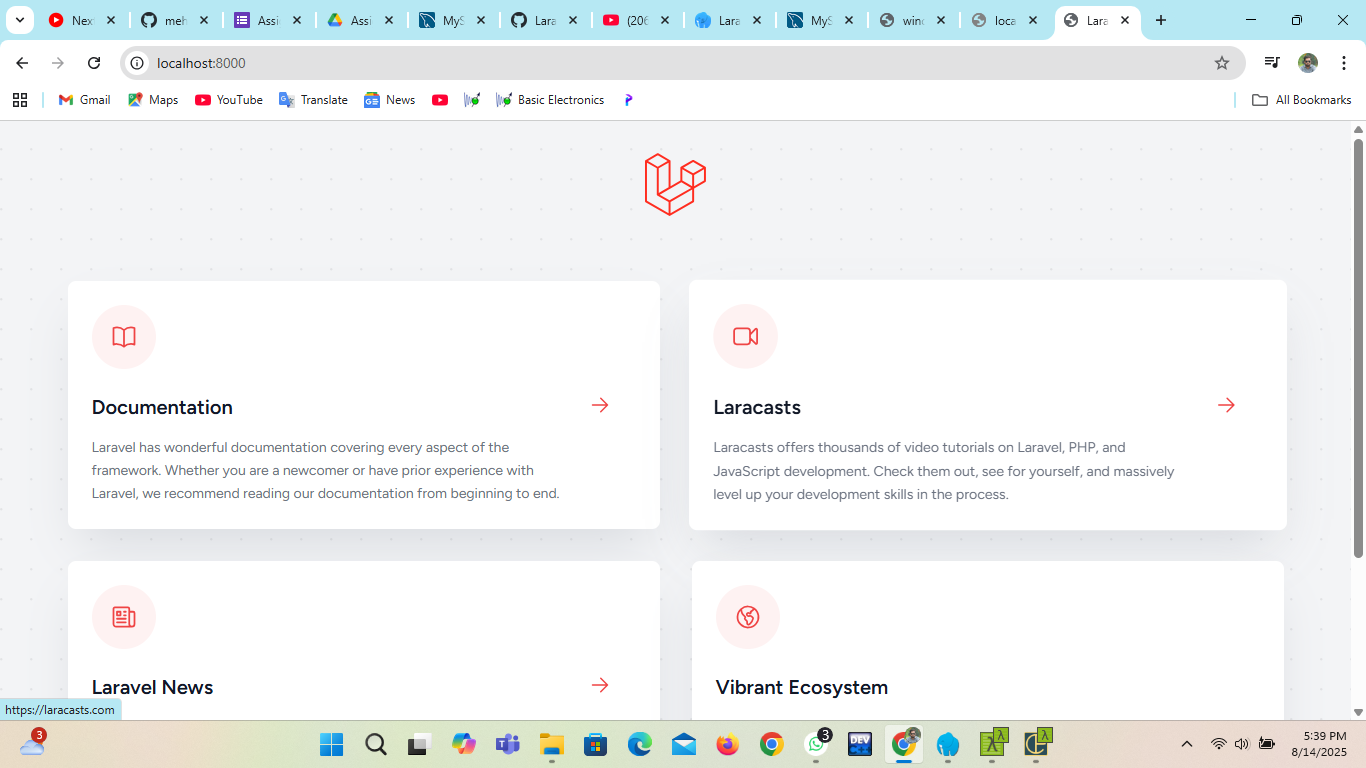 Nex
meh
Assi
Assi
MyS
Lara
(206
Lara
MyS
winc
loca
Lara
localhost:8000
Gmail
Maps
YouTube
Translate
News
Basic Electronics
All Bookmarks
Documentation
Laravel has wonderful documentation covering every aspect of the
framework. Whether you are a newcomer or have prior experience with
Laravel, we recommend reading our documentation from beginning to end.
Laracasts
Laracasts offers thousands of video tutorials on Laravel, PHP, and
JavaScript development. Check them out, see for yourself, and massively
level up your development skills in the process.
Laravel News
Vibrant Ecosystem
https://laracasts.com
3
3
DEV
5:39 PM
8/14/2025